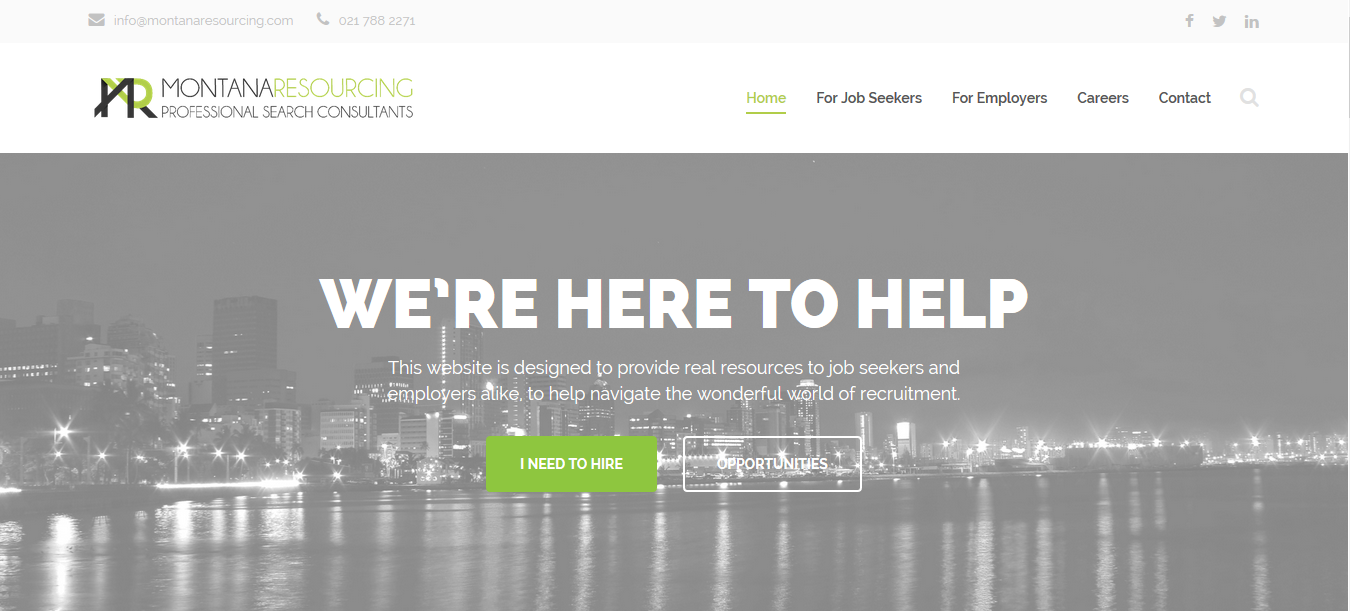 info@montanaresourcing.com 021 788 2271
MONTANARESOURCING
PROFESSIONAL SEARCH CONSULTANTS
Home For Job Seekers For Employers Careers Contact
WE'RE HERE TO HELP
This website is designed to provide real resources to job seekers and
employers alike, to help navigate the wonderful world of recruitment.
I NEED TO HIRE OPPORTUNITIES